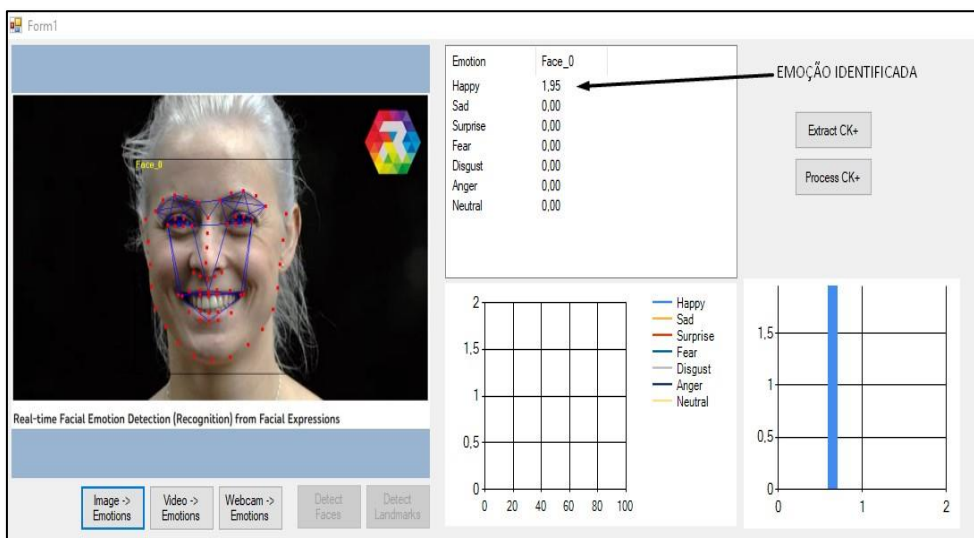 Form1
Face_0
Real-time Facial Emotion Detection (Recognition) from Facial Expressions
Image -> Emotions
Video -> Emotions
Webcam -> Emotions
Detect Faces
Detect Landmarks
Emotion Face_0
Happy 1,95
Sad 0,00
Surprise 0,00
Fear 0,00
Disgust 0,00
Anger 0,00
Neutral 0,00
EMOÇÃO IDENTIFICADA
Extract CK+
Process CK+
2
1,5
1
0,5
0
0 20 40 60 80 100
Happy
Sad
Surprise
Fear
Disgust
Anger
Neutral
1,5
1
0,5
0
0 1 2